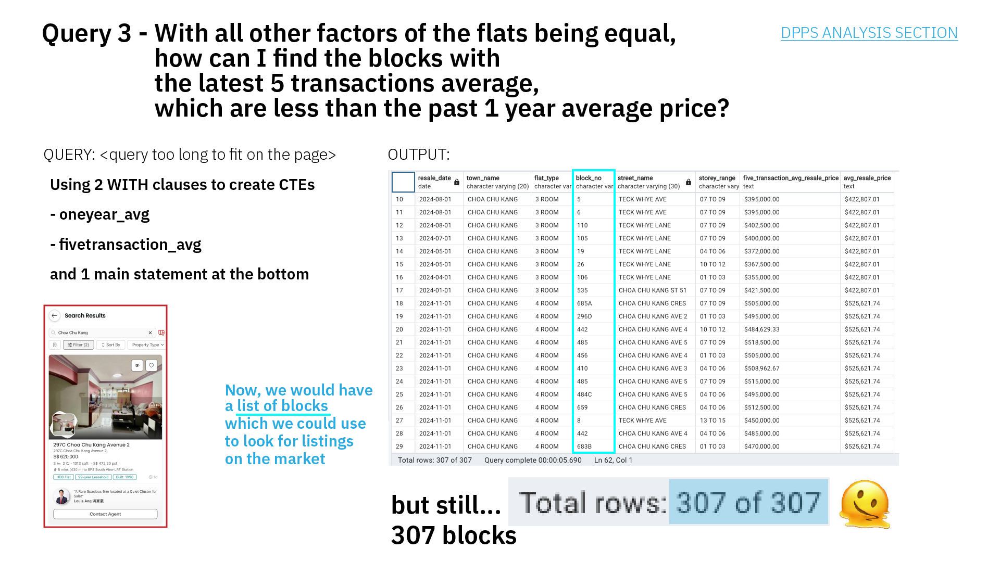 Query 3 - With all other factors of the flats being equal,
how can I find the blocks with
the latest 5 transactions average,
which are less than the past 1 year average price?
DPPS ANALYSIS SECTION
QUERY: <query too long to fit on the page>
Using 2 WITH clauses to create CTEs
- oneyear_avg
- fivetransaction_avg
and 1 main statement at the bottom
Search Results
Choa Chu Kang
Filter (2) Sort By Property Type
297C Choa Chu Kang Avenue 2
297C Choa Chu Kang Avenue 2
S$ 620,000
3 2 · 1313 sqft · S$ 472.20 psf
5 mins (430 m) to BP2 South View LRT Station
HDB Flat 99-year Leasehold Built: 1998 1d
"A Rare Spacious 5rm located at a Quiet Cluster for
Sale!"
Louis Ang 洪家豪
Contact Agent
Now, we would have
a list of blocks
which we could use
to look for listings
on the market
OUTPUT:
resale_date town_name flat_type block_no street_name storey_range five_transaction_avg_resale_price avg_resale_price
date character varying (20) character var character var character varying (30) character vary text text
10 2024-08-01 CHOA CHU KANG 3 ROOM 5 TECK WHYE AVE 07 TO 09 $395,000.00 $422,807.01
11 2024-08-01 CHOA CHU KANG 3 ROOM 6 TECK WHYE AVE 07 TO 09 $395,000.00 $422,807.01
12 2024-08-01 CHOA CHU KANG 3 ROOM 110 TECK WHYE LANE 07 TO 09 $402,500.00 $422,807.01
13 2024-07-01 CHOA CHU KANG 3 ROOM 105 TECK WHYE LANE 07 TO 09 $400,000.00 $422,807.01
14 2024-05-01 CHOA CHU KANG 3 ROOM 19 TECK WHYE LANE 04 TO 06 $372,000.00 $422,807.01
15 2024-05-01 CHOA CHU KANG 3 ROOM 26 TECK WHYE LANE 10 TO 12 $367,500.00 $422,807.01
16 2024-04-01 CHOA CHU KANG 3 ROOM 106 TECK WHYE LANE 01 TO 03 $355,000.00 $422,807.01
17 2024-01-01 CHOA CHU KANG 3 ROOM 535 CHOA CHU KANG ST 51 07 TO 09 $421,500.00 $422,807.01
18 2024-11-01 CHOA CHU KANG 4 ROOM 685A CHOA CHU KANG CRES 07 TO 09 $505,000.00 $525,621.74
19 2024-11-01 CHOA CHU KANG 4 ROOM 296D CHOA CHU KANG AVE 2 01 TO 03 $495,000.00 $525,621.74
20 2024-11-01 CHOA CHU KANG 4 ROOM 442 CHOA CHU KANG AVE 4 10 TO 12 $484,629.33 $525,621.74
21 2024-11-01 CHOA CHU KANG 4 ROOM 485 CHOA CHU KANG AVE 5 07 TO 09 $518,500.00 $525,621.74
22 2024-11-01 CHOA CHU KANG 4 ROOM 456 CHOA CHU KANG AVE 4 01 TO 03 $505,000.00 $525,621.74
23 2024-11-01 CHOA CHU KANG 4 ROOM 410 CHOA CHU KANG AVE 3 04 TO 06 $508,962.67 $525,621.74
24 2024-11-01 CHOA CHU KANG 4 ROOM 485 CHOA CHU KANG AVE 5 07 TO 09 $515,000.00 $525,621.74
25 2024-11-01 CHOA CHU KANG 4 ROOM 484C CHOA CHU KANG AVE 5 04 TO 06 $495,000.00 $525,621.74
26 2024-11-01 CHOA CHU KANG 4 ROOM 659 CHOA CHU KANG CRES 04 TO 06 $512,500.00 $525,621.74
27 2024-11-01 CHOA CHU KANG 4 ROOM 8 TECK WHYE AVE 13 TO 15 $450,000.00 $525,621.74
28 2024-11-01 CHOA CHU KANG 4 ROOM 442 CHOA CHU KANG AVE 4 04 TO 06 $485,000.00 $525,621.74
29 2024-11-01 CHOA CHU KANG 4 ROOM 683B CHOA CHU KANG CRES 01 TO 03 $470,000.00 $525,621.74
Total rows: 307 of 307 Query complete 00:00:05.690 Ln 62, Col 1
but still... Total rows: 307 of 307
307 blocks